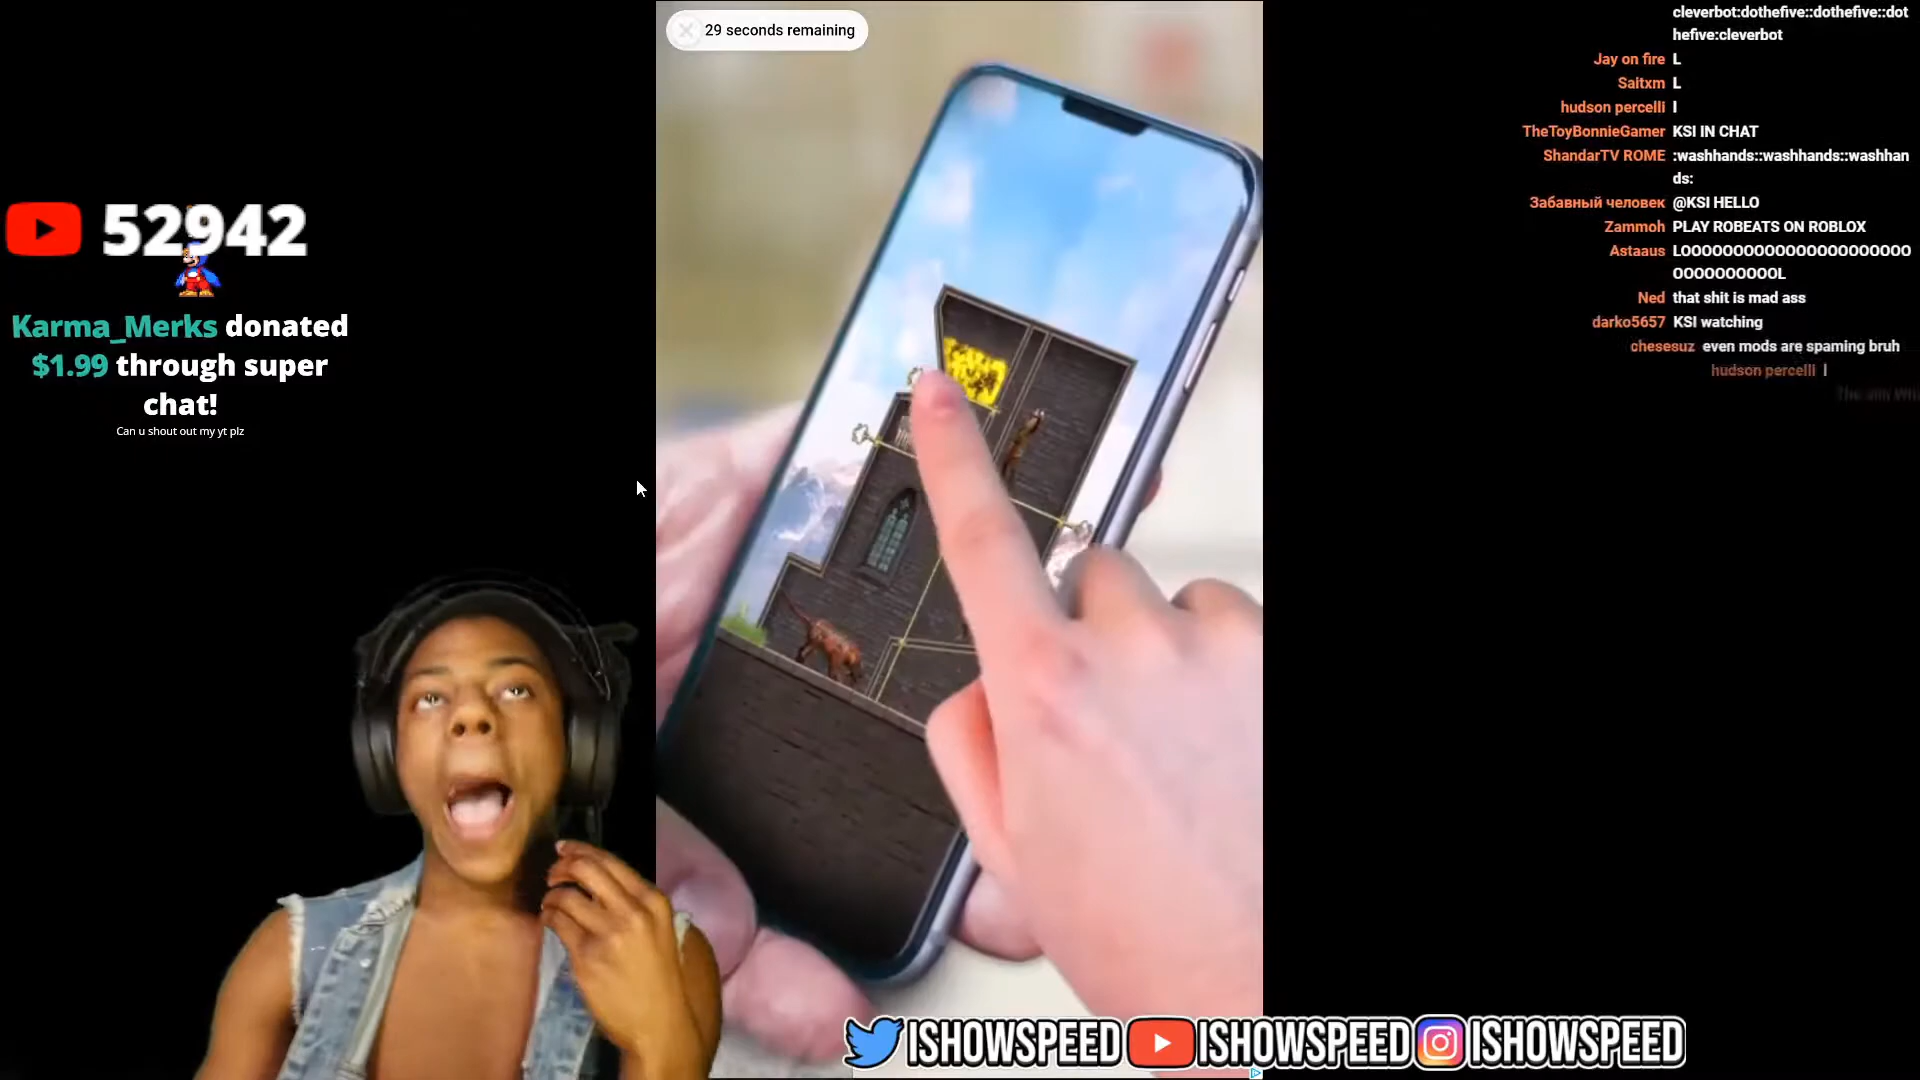 29 seconds remaining
52942
Karma_Merks donated
$1.99 through super
chat!
Can u shout out my yt plz
cleverbot:dothefive::dothefive::dot
hefive:cleverbot
Jay on fire L
Saitxm L
hudson percelli l
TheToyBonnieGamer KSI IN CHAT
ShandarTV ROME :washhands::washhands::washhan
ds:
Забавный человек @KSI HELLO
Zammoh PLAY ROBEATS ON ROBLOX
Astaaus LOOOOOOOOOOOOOOOOOOOOOOO
OOOOOOOOOOL
Ned that shit is mad ass
darko5657 KSI watching
chesesuz even mods are spaming bruh
hudson percelli l
ISHOWSPEED ISHOWSPEED ISHOWSPEED